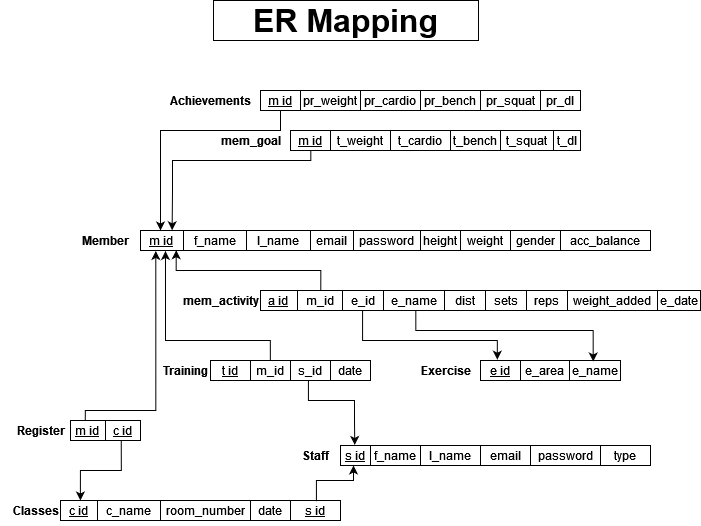 ER Mapping
Achievements m id pr_weight pr_cardio pr_bench pr_squat pr_dl
mem_goal m id t_weight t_cardio t_bench t_squat t_dl
Member m id f_name l_name email password height weight gender acc_balance
mem_activity a id m_id e_id e_name dist sets reps weight_added e_date
Training t id m_id s_id date
Exercise e id e_area e_name
Register m id c id
Staff s id f_name l_name email password type
Classes c id c_name room_number date s id